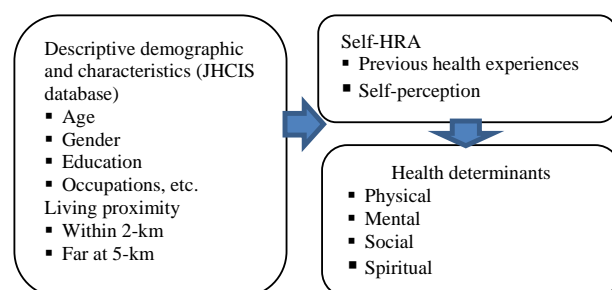 Descriptive demographic
and characteristics (JHCIS
database)
▪ Age
▪ Gender
▪ Education
▪ Occupations, etc.
Living proximity
▪ Within 2-km
▪ Far at 5-km
Self-HRA
▪ Previous health experiences
▪ Self-perception
Health determinants
▪ Physical
▪ Mental
▪ Social
▪ Spiritual